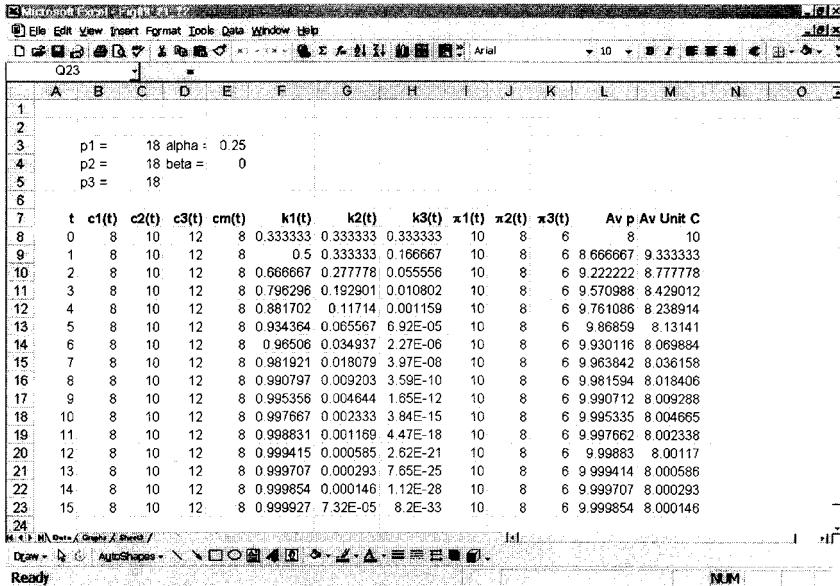 Microsoft Excel - Fig11.21_12
File Edit View Insert Format Tools Data Window Help
Arial 10 B I U
Q23 =
A B C D E F G H I J K L M N O
1
2
3 p1 = 18 alpha = 0.25
4 p2 = 18 beta = 0
5 p3 = 18
6
7 t c1(t) c2(t) c3(t) cm(t) k1(t) k2(t) k3(t) π1(t) π2(t) π3(t) Av p Av Unit C
8 0 8 10 12 8 0.333333 0.333333 0.333333 10 8 6 8 10
9 1 8 10 12 8 0.5 0.333333 0.166667 10 8 6 8.666667 9.333333
10 2 8 10 12 8 0.666667 0.277778 0.055556 10 8 6 9.222222 8.777778
11 3 8 10 12 8 0.796296 0.192901 0.010802 10 8 6 9.570988 8.429012
12 4 8 10 12 8 0.881702 0.11714 0.001159 10 8 6 9.761086 8.238914
13 5 8 10 12 8 0.934364 0.065567 6.92E-05 10 8 6 9.86859 8.13141
14 6 8 10 12 8 0.96506 0.034937 2.27E-06 10 8 6 9.930116 8.069884
15 7 8 10 12 8 0.981921 0.018079 3.97E-08 10 8 6 9.963842 8.036158
16 8 8 10 12 8 0.990797 0.009203 3.59E-10 10 8 6 9.981594 8.018406
17 9 8 10 12 8 0.995356 0.004644 1.65E-12 10 8 6 9.990712 8.009288
18 10 8 10 12 8 0.997667 0.002333 3.84E-15 10 8 6 9.995335 8.004665
19 11 8 10 12 8 0.998831 0.001169 4.47E-18 10 8 6 9.997662 8.002338
20 12 8 10 12 8 0.999415 0.000585 2.62E-21 10 8 6 9.99883 8.00117
21 13 8 10 12 8 0.999707 0.000293 7.65E-25 10 8 6 9.999414 8.000586
22 14 8 10 12 8 0.999854 0.000146 1.12E-28 10 8 6 9.999707 8.000293
23 15 8 10 12 8 0.999927 7.32E-05 8.2E-33 10 8 6 9.999854 8.000146
24
Data Graphs Sheet3
Draw AutoShapes
Ready NUM